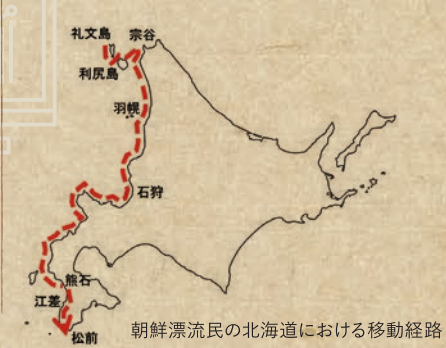 礼文島
宗谷
利尻島
羽幌
石狩
熊石
江差
松前
朝鮮漂流民の北海道における移動経路